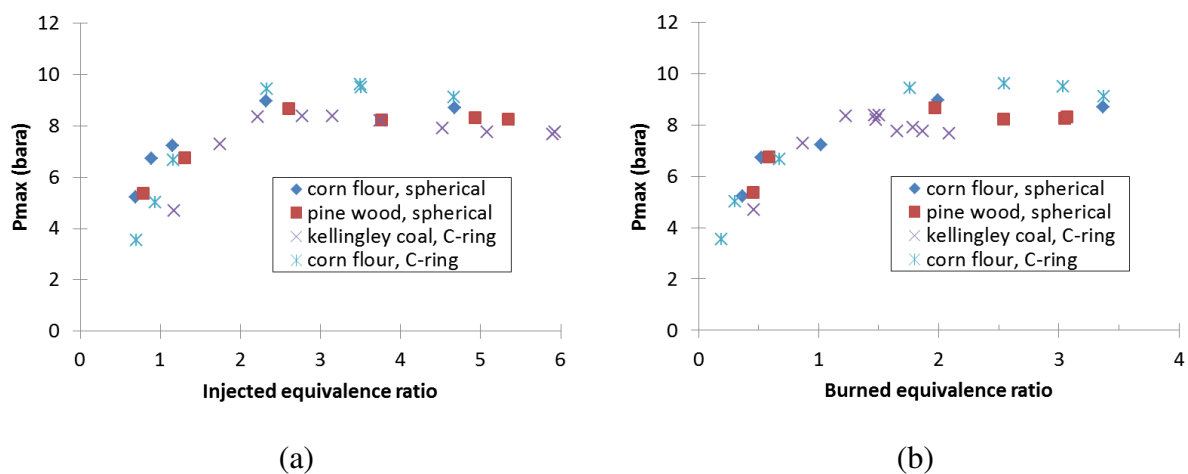 12
10
8
6
4
2
0
Pmax (bara)
corn flour, spherical
pine wood, spherical
kellingley coal, C-ring
corn flour, C-ring
0 1 2 3 4 5 6
Injected equivalence ratio
(a)
12
10
8
6
4
2
0
Pmax (bara)
corn flour, spherical
pine wood, spherical
kellingley coal, C-ring
corn flour, C-ring
0 1 2 3 4
Burned equivalence ratio
(b)